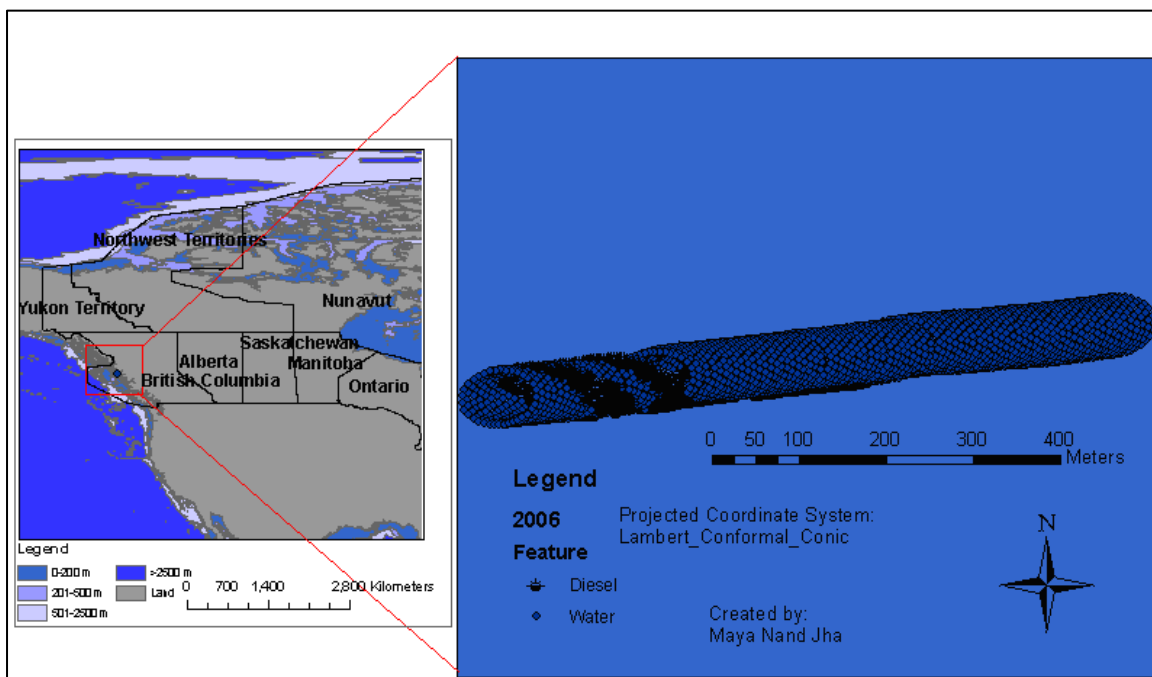 Northwest Territories
Yukon Territory
Nunavut
Saskatchewan
Alberta
Manitoba
British Columbia
Ontario
Legend
0-200 m
>2500 m
201-500 m
Land
501-2500 m
0 700 1,400 2,800 Kilometers
0 50 100 200 300 400
Meters
Legend
2006
Projected Coordinate System:
Lambert_Conformal_Conic
Feature
Diesel
Water
Created by:
Maya Nand Jha
N